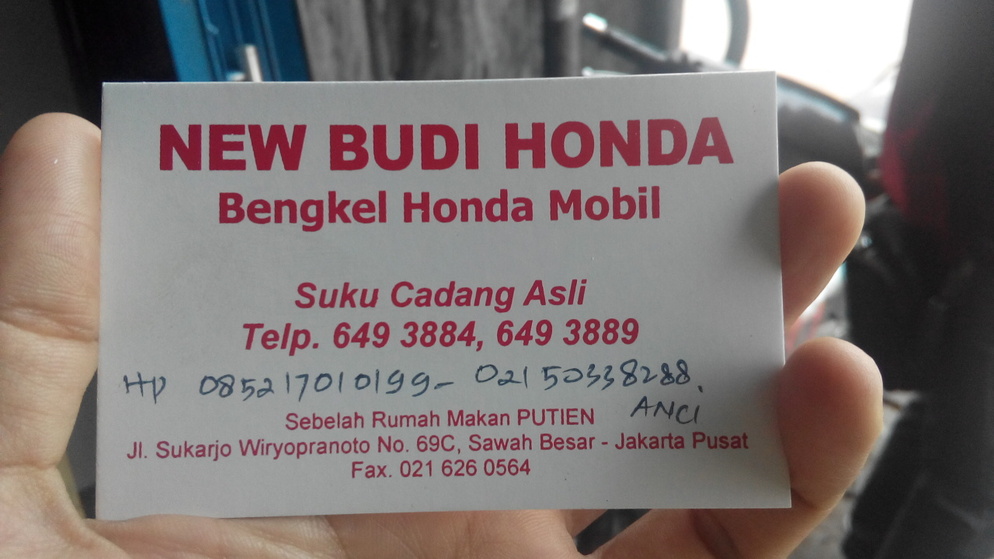 NEW BUDI HONDA
Bengkel Honda Mobil
Suku Cadang Asli
Telp. 649 3884, 649 3889
HP 085217010199- 02150338288.
ANCI
Sebelah Rumah Makan PUTIEN
Jl. Sukarjo Wiryopranoto No. 69C, Sawah Besar - Jakarta Pusat
Fax. 021 626 0564